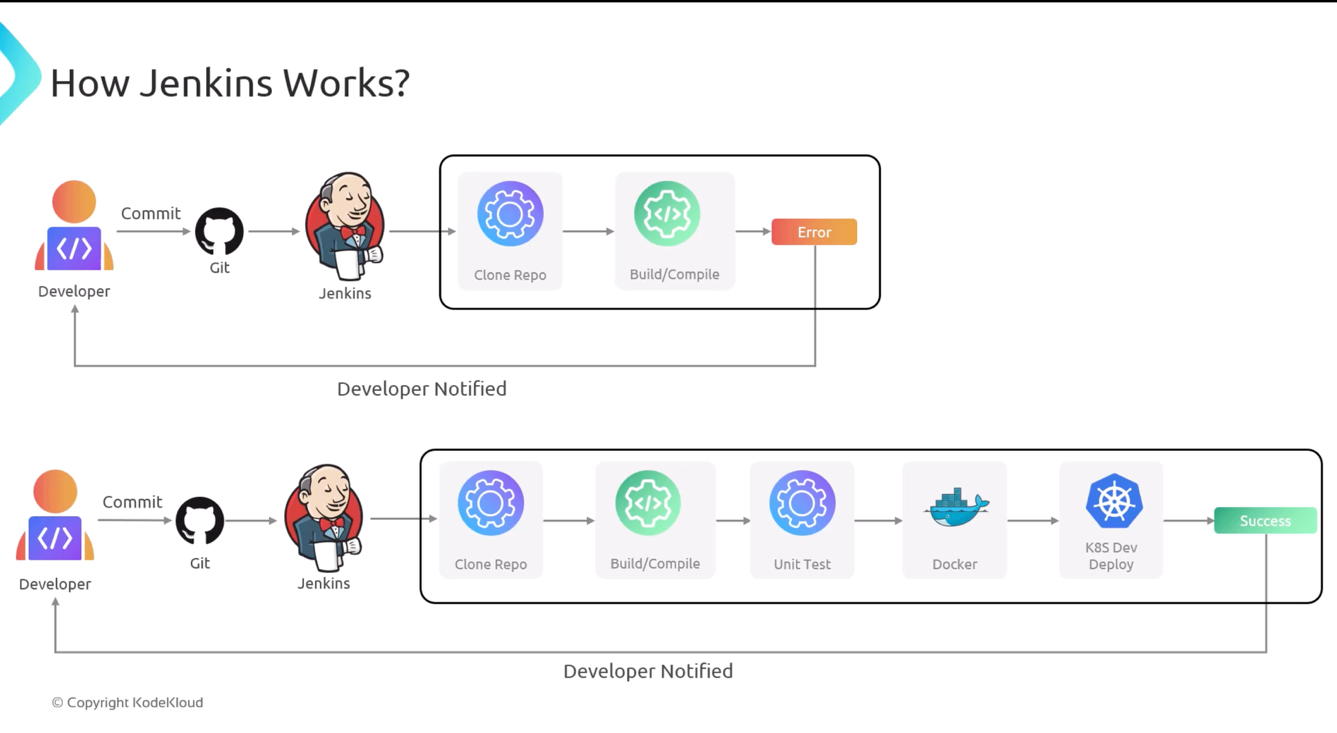 How Jenkins Works?
Commit
Git
Developer
Jenkins
Clone Repo
Build/Compile
Error
Developer Notified
Commit
Git
Developer
Jenkins
Clone Repo
Build/Compile
Unit Test
Docker
K8S Dev
Deploy
Success
Developer Notified
© Copyright KodeKloud